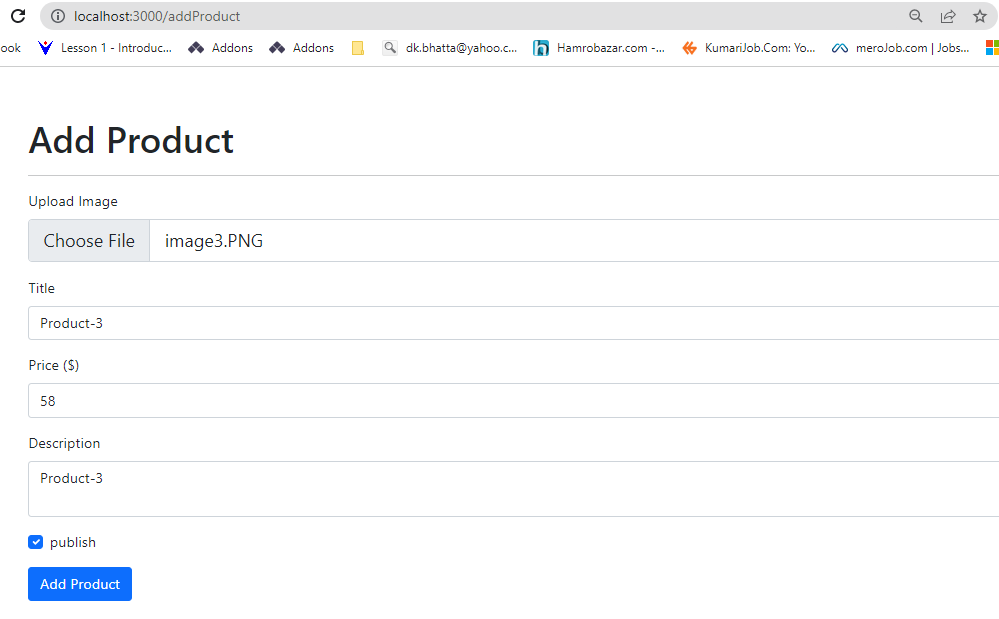 localhost:3000/addProduct
ook Lesson 1 - Introduc... Addons Addons dk.bhatta@yahoo.c... Hamrobazar.com -... KumariJob.Com: Yo... meroJob.com | Jobs...
Add Product
Upload Image
Choose File image3.PNG
Title
Product-3
Price ($)
58
Description
Product-3
publish
Add Product